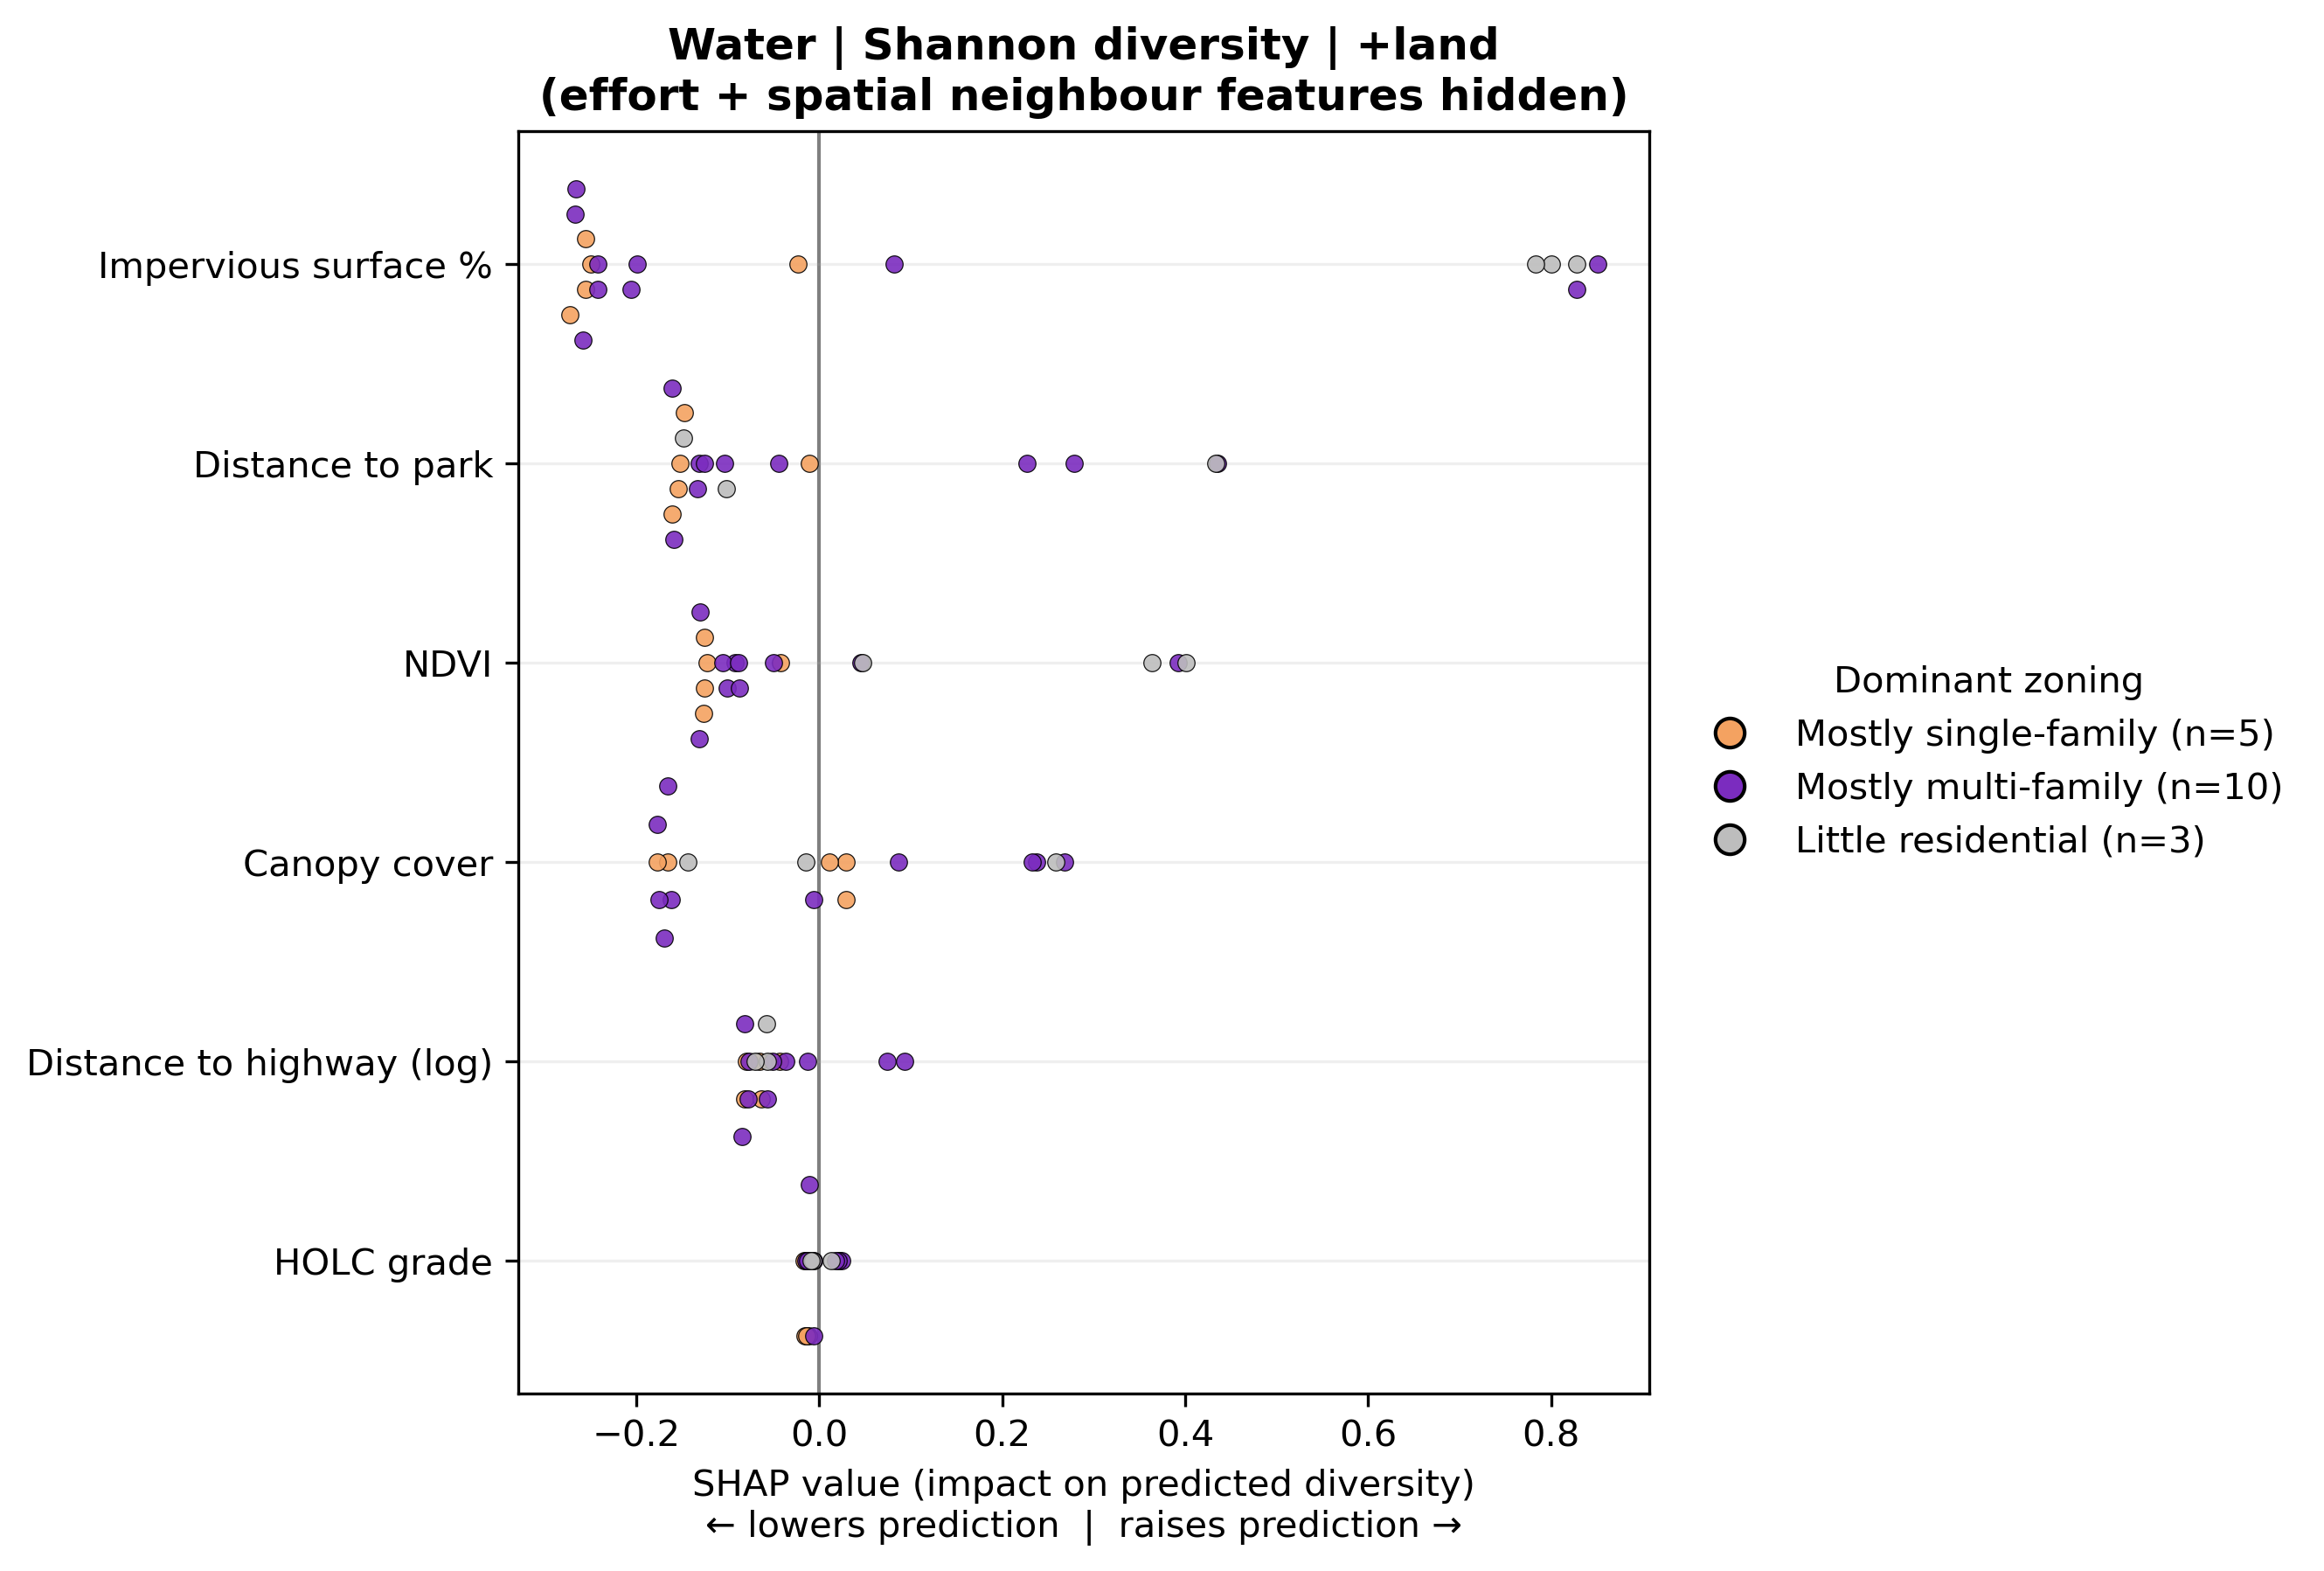 Water | Shannon diversity | +land
(effort + spatial neighbour features hidden)
Impervious surface %
Distance to park
NDVI
Canopy cover
Distance to highway (log)
HOLC grade
−0.2 0.0 0.2 0.4 0.6 0.8
SHAP value (impact on predicted diversity)
← lowers prediction | raises prediction →
Dominant zoning
Mostly single-family (n=5)
Mostly multi-family (n=10)
Little residential (n=3)